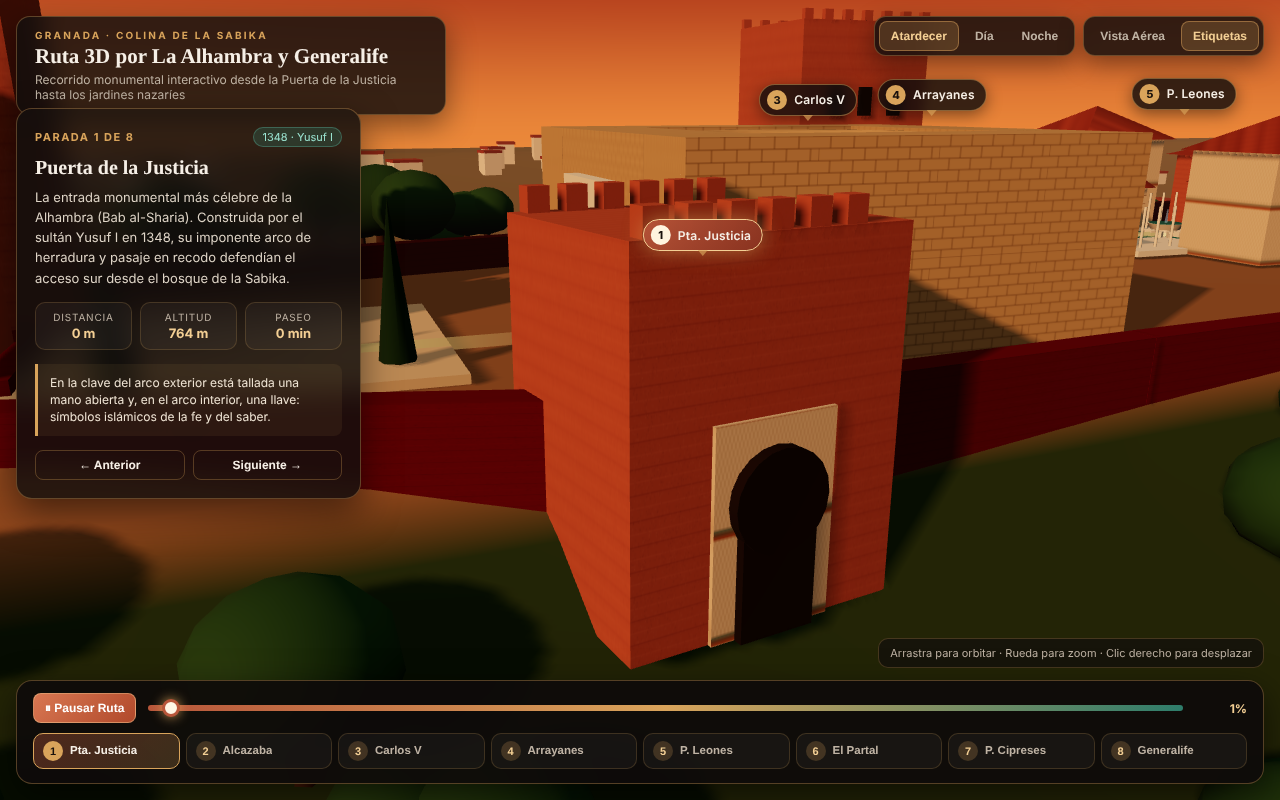 GRANADA · COLINA DE LA SABIKA
Ruta 3D por La Alhambra y Generalife
Recorrido monumental interactivo desde la Puerta de la Justicia
hasta los jardines nazaríes
Atardecer
Día
Noche
Vista Aérea
Etiquetas
3 Carlos V
4 Arrayanes
5 P. Leones
1 Pta. Justicia
PARADA 1 DE 8
1348 · Yusuf I
Puerta de la Justicia
La entrada monumental más célebre de la
Alhambra (Bab al-Sharia). Construida por el
sultán Yusuf I en 1348, su imponente arco de
herradura y pasaje en recodo defendían el
acceso sur desde el bosque de la Sabika.
DISTANCIA
0 m
ALTITUD
764 m
PASEO
0 min
En la clave del arco exterior está tallada una
mano abierta y, en el arco interior, una llave:
símbolos islámicos de la fe y del saber.
← Anterior
Siguiente →
Arrastra para orbitar · Rueda para zoom · Clic derecho para desplazar
Pausar Ruta
1%
1 Pta. Justicia
2 Alcazaba
3 Carlos V
4 Arrayanes
5 P. Leones
6 El Partal
7 P. Cipreses
8 Generalife